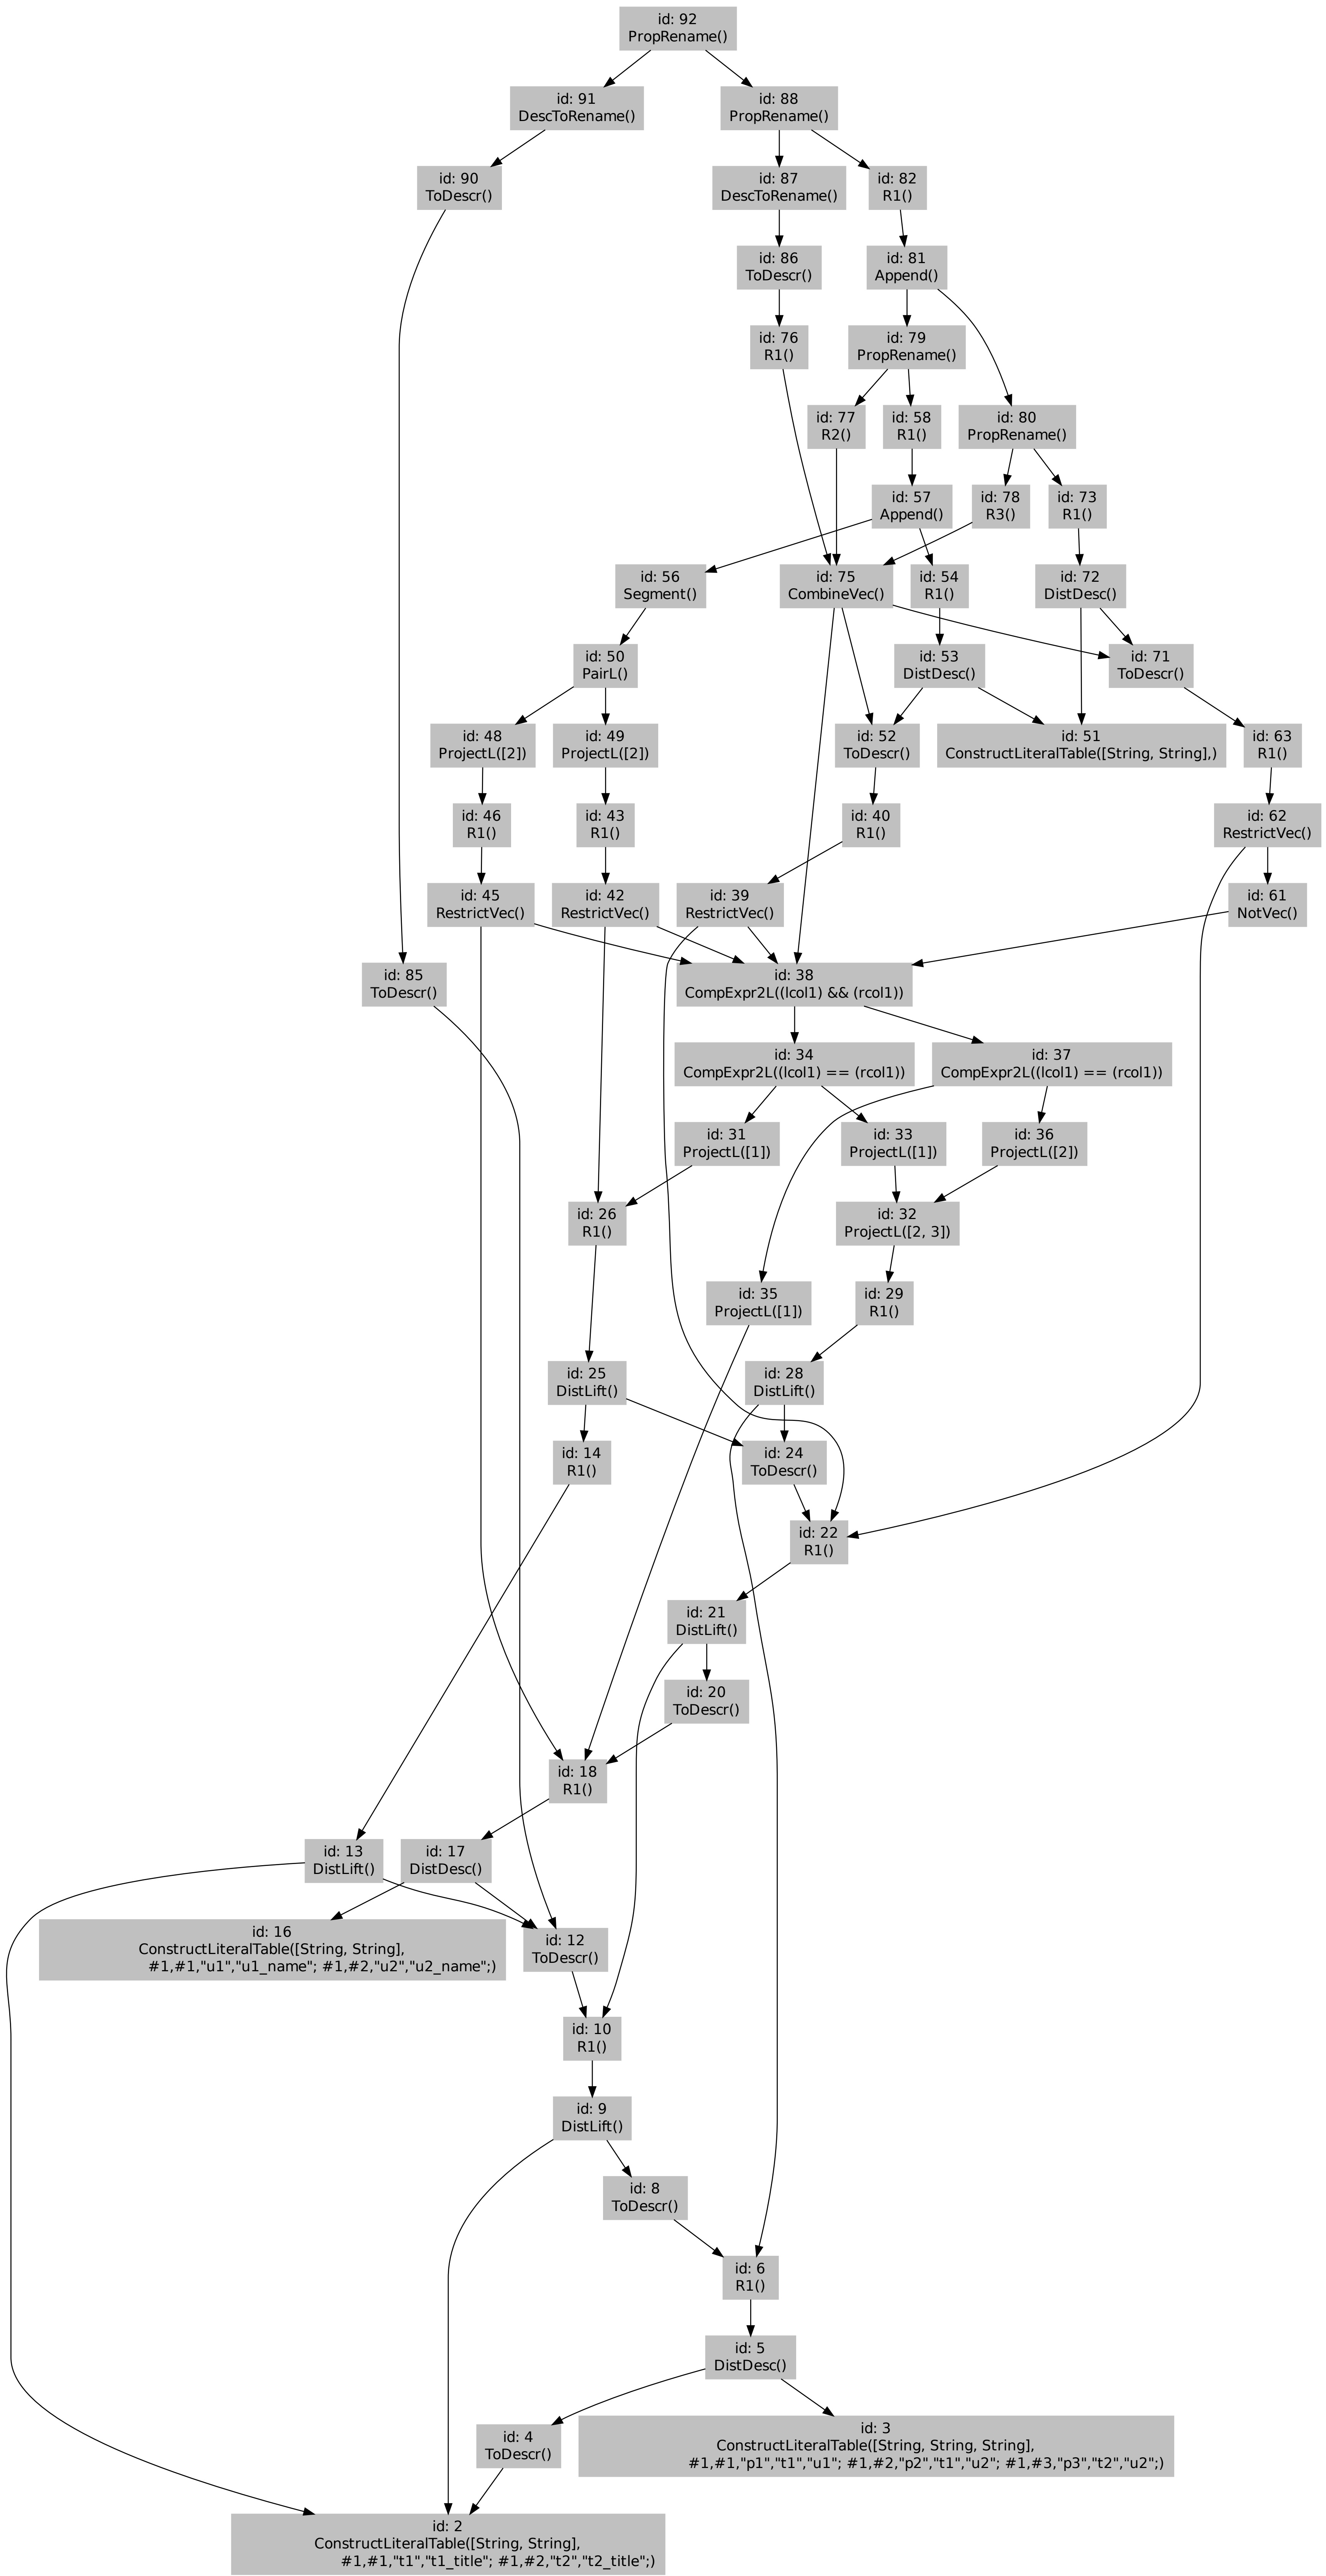 id: 92
PropRename()
id: 91
DescToRename()
id: 88
PropRename()
id: 90
ToDescr()
id: 87
DescToRename()
id: 82
R1()
id: 86
ToDescr()
id: 81
Append()
id: 76
R1()
id: 79
PropRename()
id: 77
R2()
id: 58
R1()
id: 80
PropRename()
id: 57
Append()
id: 78
R3()
id: 73
R1()
id: 56
Segment()
id: 75
CombineVec()
id: 54
R1()
id: 72
DistDesc()
id: 50
PairL()
id: 53
DistDesc()
id: 71
ToDescr()
id: 48
ProjectL([2])
id: 49
ProjectL([2])
id: 52
ToDescr()
id: 51
ConstructLiteralTable([String, String],)
id: 63
R1()
id: 46
R1()
id: 43
R1()
id: 40
R1()
id: 62
RestrictVec()
id: 45
RestrictVec()
id: 42
RestrictVec()
id: 39
RestrictVec()
id: 61
NotVec()
id: 85
ToDescr()
id: 38
CompExpr2L((lcol1) && (rcol1))
id: 34
CompExpr2L((lcol1) == (rcol1))
id: 37
CompExpr2L((lcol1) == (rcol1))
id: 31
ProjectL([1])
id: 33
ProjectL([1])
id: 36
ProjectL([2])
id: 26
R1()
id: 32
ProjectL([2, 3])
id: 35
ProjectL([1])
id: 29
R1()
id: 25
DistLift()
id: 28
DistLift()
id: 14
R1()
id: 24
ToDescr()
id: 22
R1()
id: 21
DistLift()
id: 20
ToDescr()
id: 18
R1()
id: 13
DistLift()
id: 17
DistDesc()
id: 16
ConstructLiteralTable([String, String],
#1,#1,"u1","u1_name"; #1,#2,"u2","u2_name";)
id: 12
ToDescr()
id: 10
R1()
id: 9
DistLift()
id: 8
ToDescr()
id: 6
R1()
id: 5
DistDesc()
id: 4
ToDescr()
id: 3
ConstructLiteralTable([String, String, String],
#1,#1,"p1","t1","u1"; #1,#2,"p2","t1","u2"; #1,#3,"p3","t2","u2";)
id: 2
ConstructLiteralTable([String, String],
#1,#1,"t1","t1_title"; #1,#2,"t2","t2_title";)